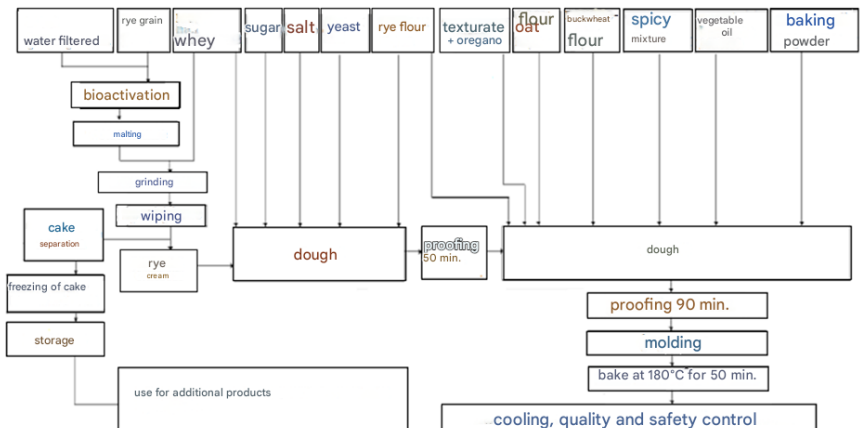 water filtered
rye grain
whey
sugar
salt
yeast
rye flour
texturate
+ oregano
flour
oat
buckwheat
flour
spicy
mixture
vegetable
oil
baking
powder
bioactivation
malting
grinding
wiping
cake
separation
rye
cream
dough
proofing
50 min.
dough
freezing of cake
storage
proofing 90 min.
molding
bake at 180°C for 50 min.
use for additional products
cooling, quality and safety control